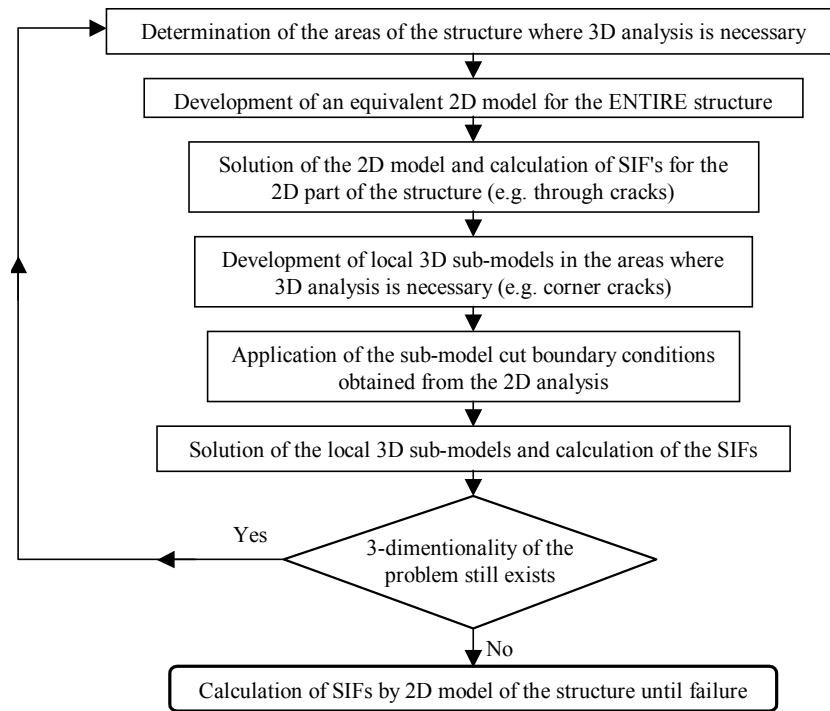 Determination of the areas of the structure where 3D analysis is necessary
Development of an equivalent 2D model for the ENTIRE structure
Solution of the 2D model and calculation of SIF's for the
2D part of the structure (e.g. through cracks)
Development of local 3D sub-models in the areas where
3D analysis is necessary (e.g. corner cracks)
Application of the sub-model cut boundary conditions
obtained from the 2D analysis
Solution of the local 3D sub-models and calculation of the SIFs
Yes
3-dimentionality of the
problem still exists
No
Calculation of SIFs by 2D model of the structure until failure